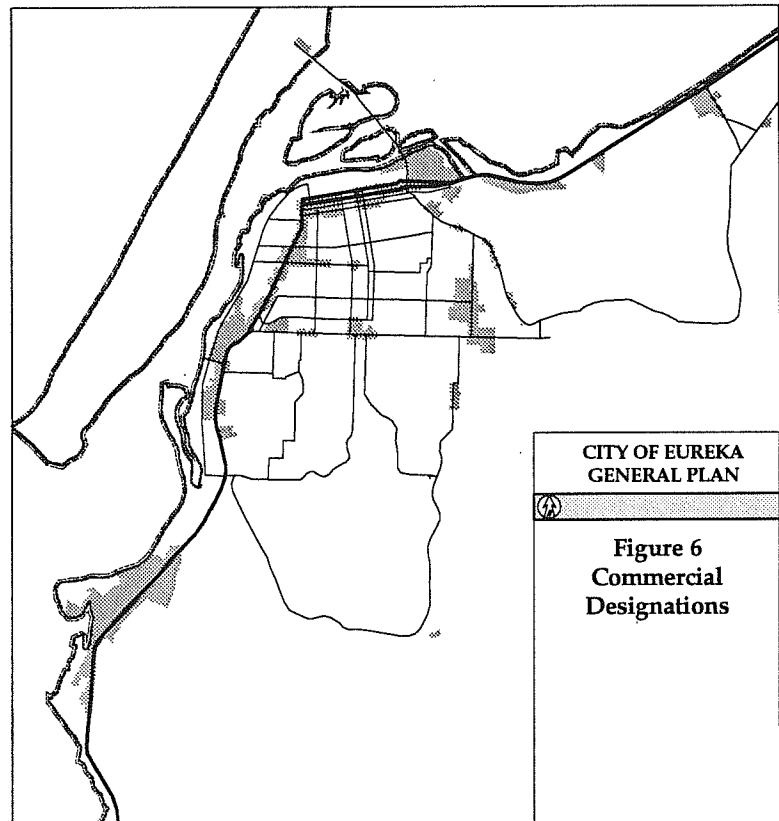 CITY OF EUREKA
GENERAL PLAN
Figure 6
Commercial
Designations